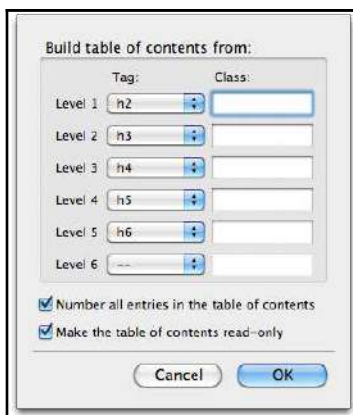 Build table of contents from:
Tag: Class:
Level 1 h2
Level 2 h3
Level 3 h4
Level 4 h5
Level 5 h6
Level 6 --
Number all entries in the table of contents
Make the table of contents read-only
Cancel OK